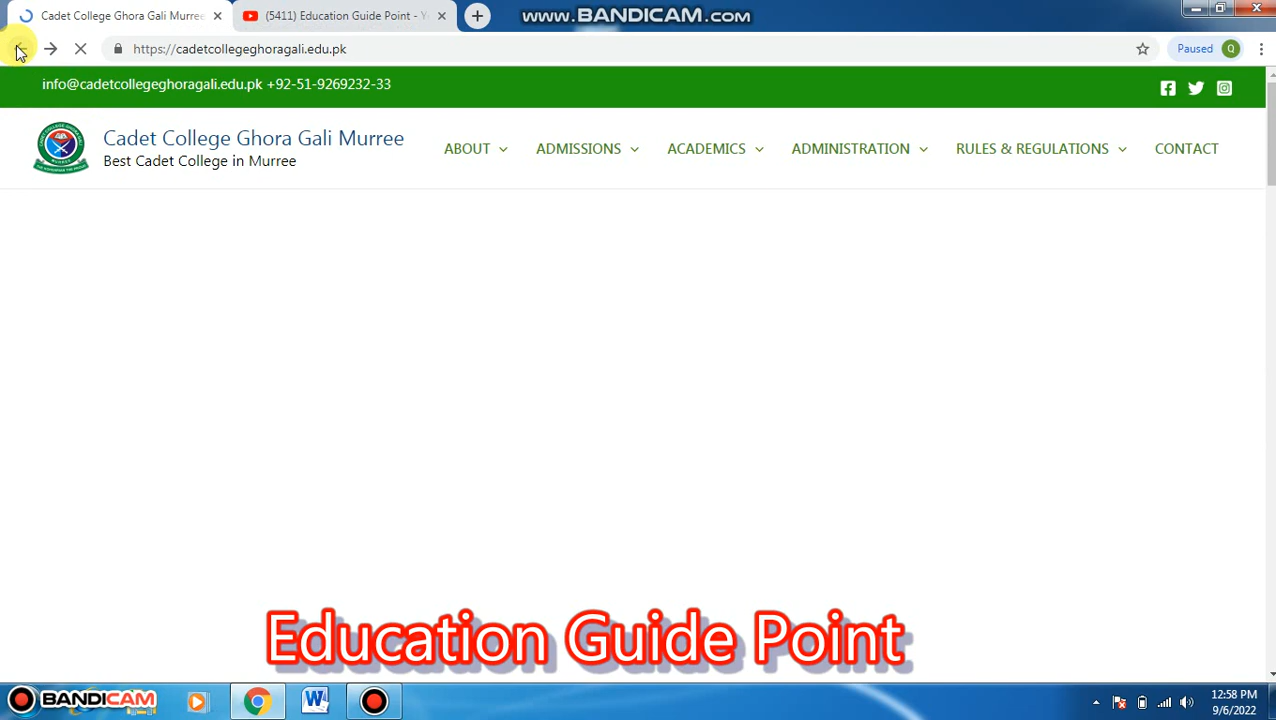 Cadet College Ghora Gali Murree
(5411) Education Guide Point - Y
www.BANDICAM.com
https://cadetcollegeghoragali.edu.pk
Paused
Q
info@cadetcollegeghoragali.edu.pk +92-51-9269232-33
Cadet College Ghora Gali Murree
Best Cadet College in Murree
ABOUT
ADMISSIONS
ACADEMICS
ADMINISTRATION
RULES & REGULATIONS
CONTACT
Education Guide Point
BANDICAM
W
12:58 PM
9/6/2022